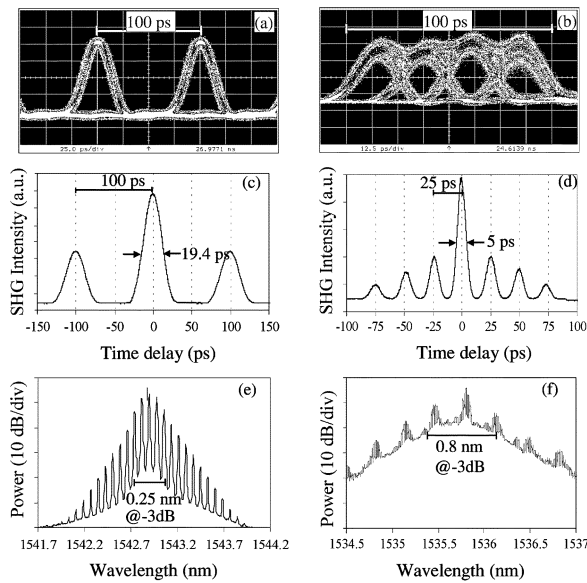 100 ps (a)
25.0 ps/div ↑ 26.9771 ns
100 ps (b)
12.5 ps/div ↑ 24.6139 ns
(c)
100 ps
19.4 ps
SHG Intensity (a.u.)
-150 -100 -50 0 50 100 150
Time delay (ps)
(d)
25 ps
5 ps
SHG Intensity (a.u.)
-100 -75 -50 -25 0 25 50 75 100
Time delay (ps)
(e)
0.25 nm
@-3dB
Power (10 dB/div)
1541.7 1542.2 1542.7 1543.2 1543.7 1544.2
Wavelength (nm)
(f)
0.8 nm
@-3dB
Power (10 dB/div)
1534.5 1535 1535.5 1536 1536.5 1537
Wavelength (nm)